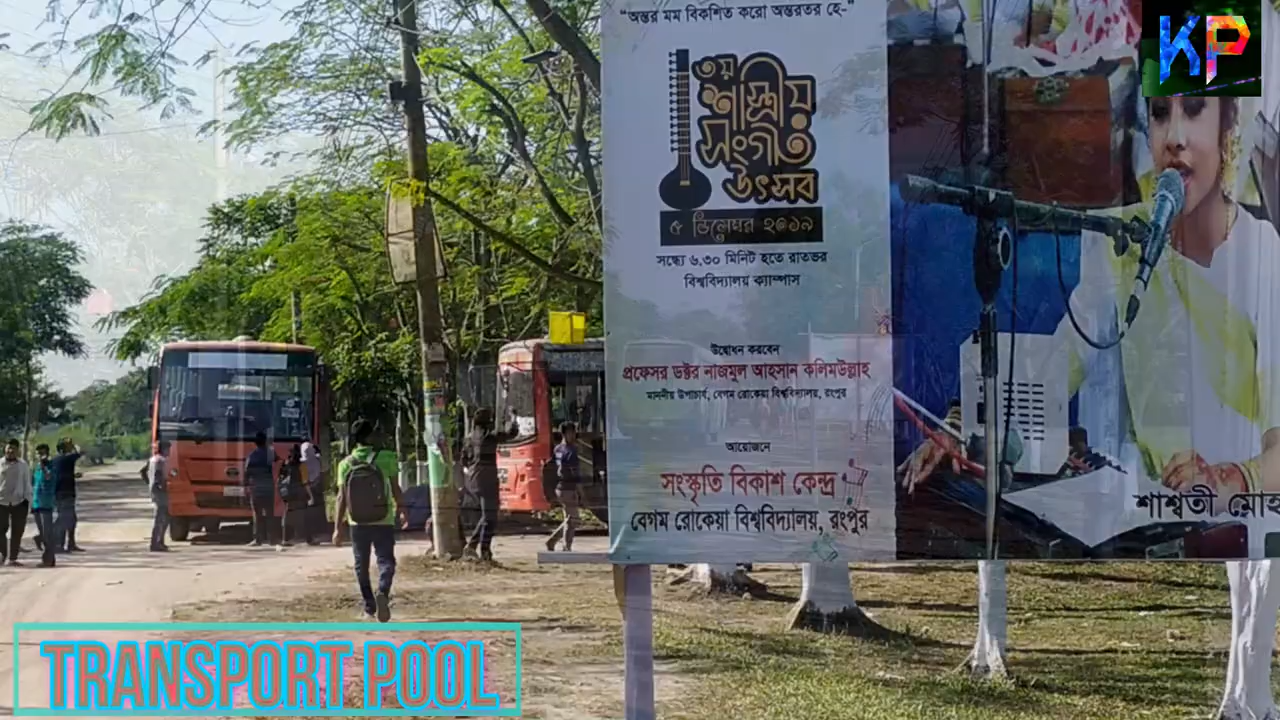 "অন্তর মম বিকশিত করো অন্তরতর হে-"
৩য়
শাস্ত্রীয়
সংগীত
উৎসব
৫ ডিসেম্বর ২০১৯
সন্ধ্যে ৬.৩০ মিনিট হতে রাতভর
বিশ্ববিদ্যালয় ক্যাম্পাস
উদ্বোধন করবেন
প্রফেসর ডক্টর নাজমুল আহসান কলিমউল্লাহ
মাননীয় উপাচার্য, বেগম রোকেয়া বিশ্ববিদ্যালয়, রংপুর
আয়োজনে
সংস্কৃতি বিকাশ কেন্দ্র
বেগম রোকেয়া বিশ্ববিদ্যালয়, রংপুর
শাশ্বতী
KP
TRANSPORT POOL